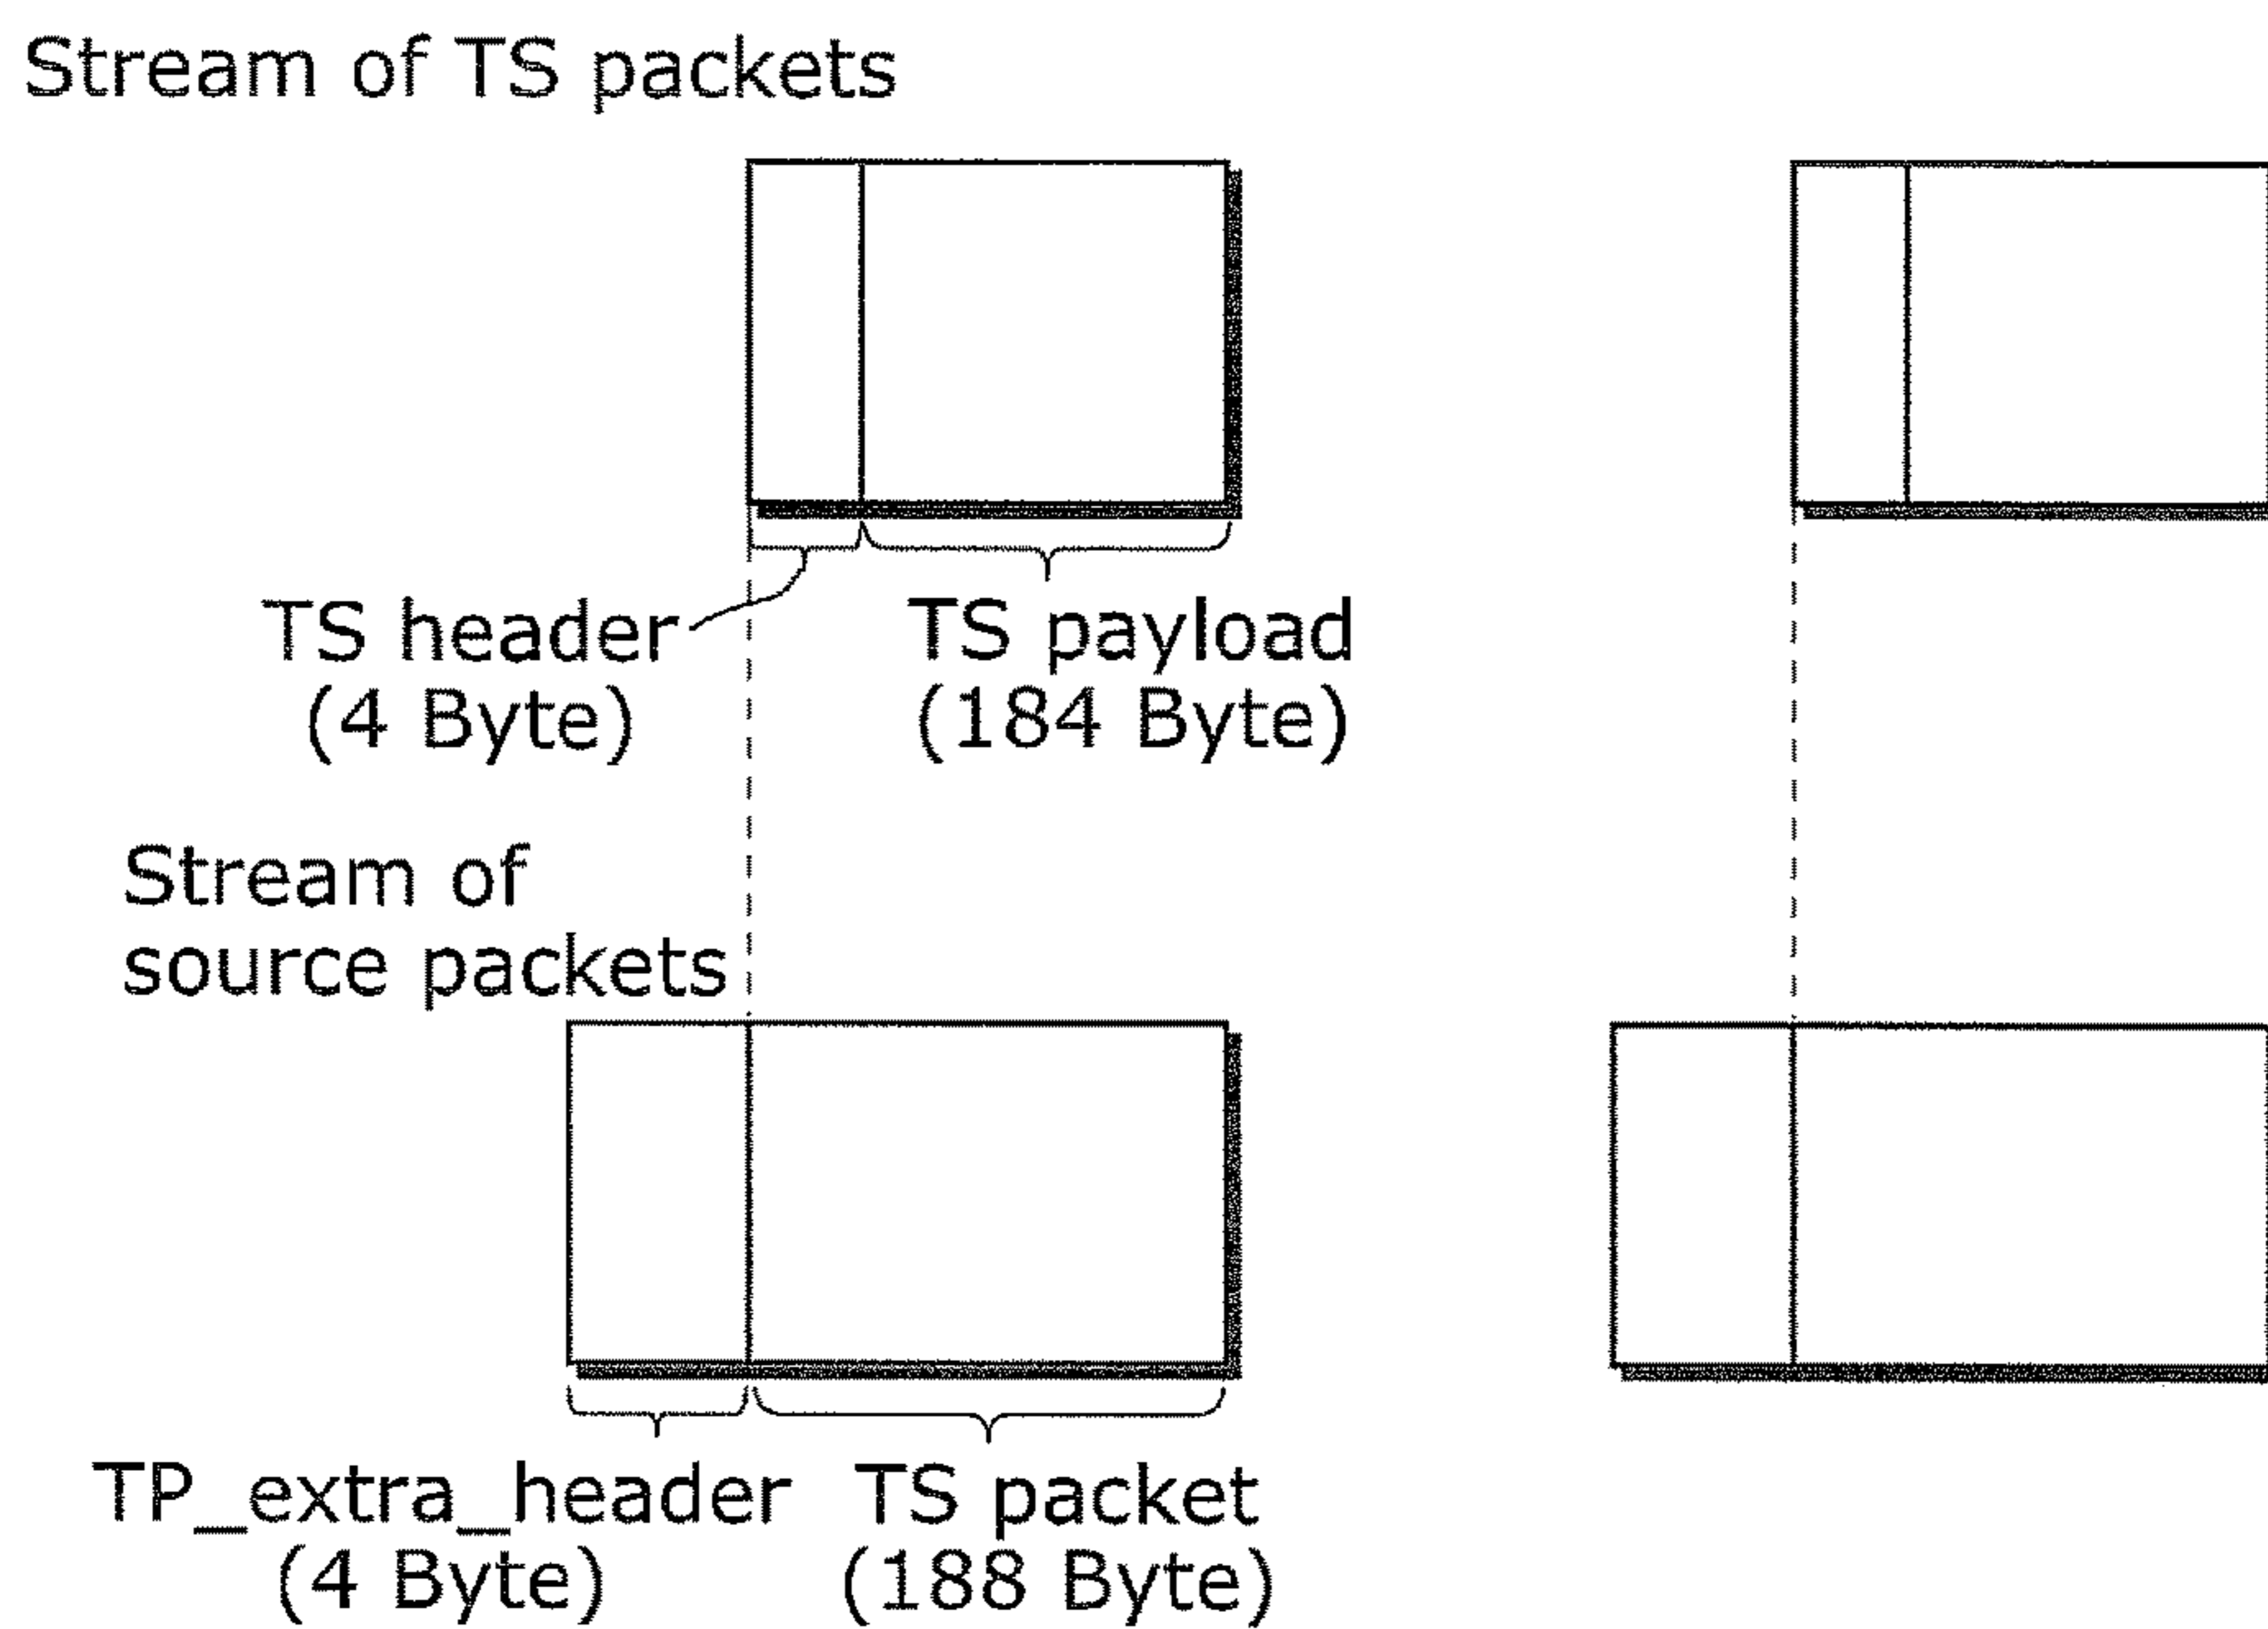 Stream of TS packets
TS header
(4 Byte)
TS payload
(184 Byte)
Stream of
source packets
TP_extra_header
(4 Byte)
TS packet
(188 Byte)